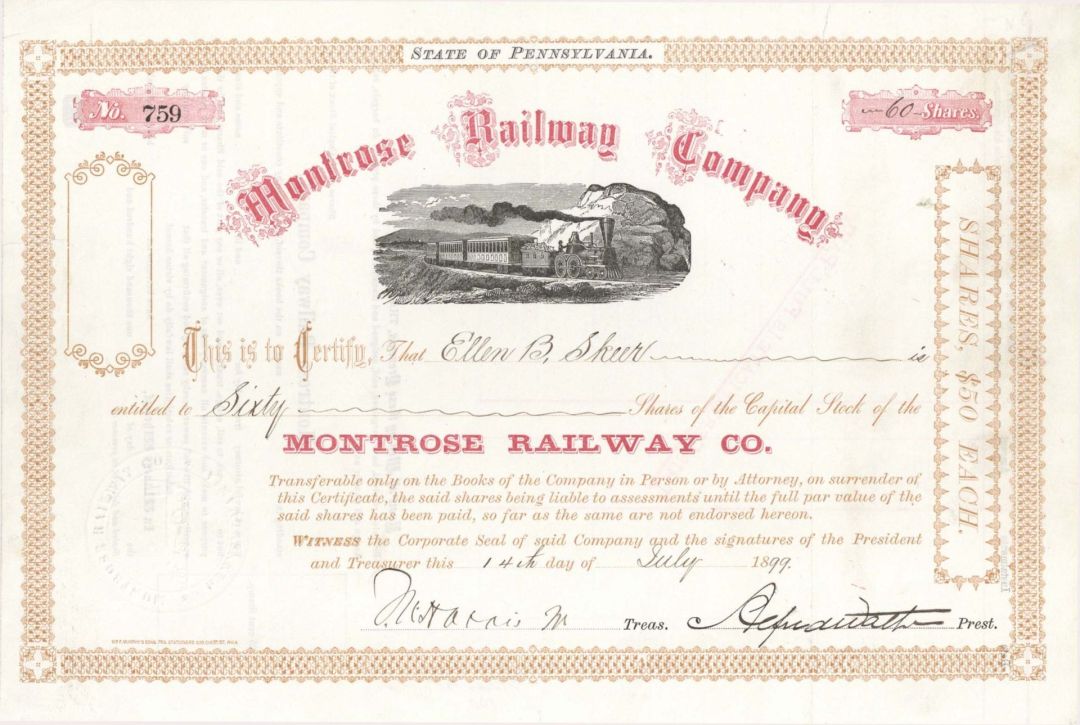 STATE OF PENNSYLVANIA.
No. 759
60 Shares.
Montrose Railway Company
This is to Certify, That Ellen B. Skeer is
entitled to Sixty Shares of the Capital Stock of the
MONTROSE RAILWAY CO.
Transferable only on the Books of the Company in Person or by Attorney, on surrender of
this Certificate, the said shares being liable to assessments until the full par value of the
said shares has been paid, so far as the same are not endorsed hereon.
WITNESS the Corporate Seal of said Company and the signatures of the President
and Treasurer this 14th day of July 1899.
Treas. Prest.
SHARES, $50 EACH.